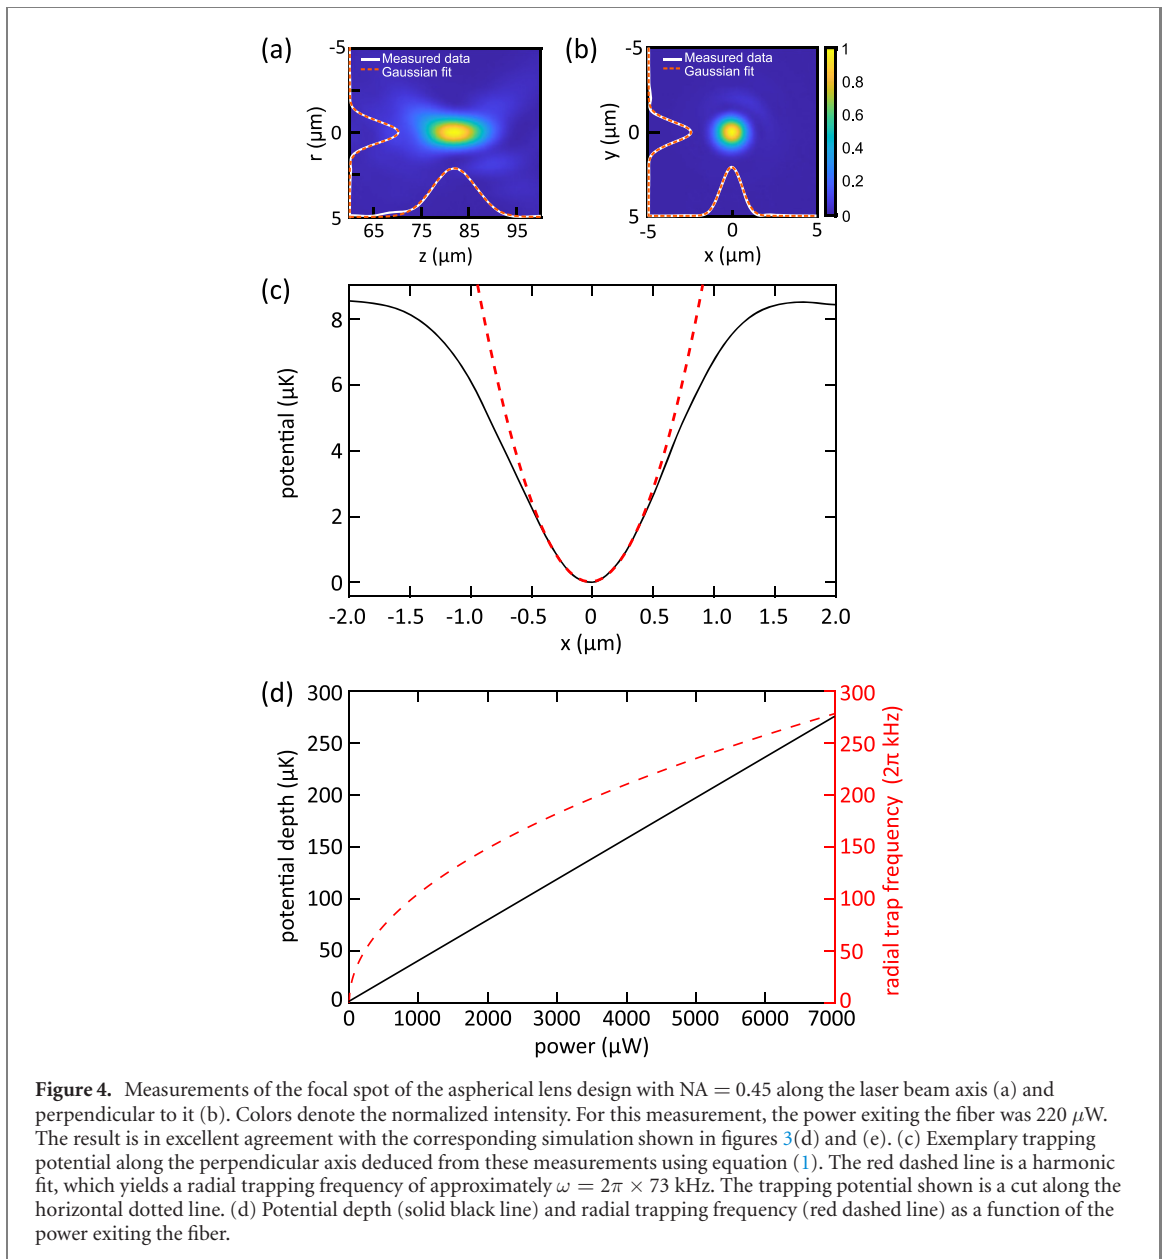 (a)
-5
0
5
r (µm)
Measured data
Gaussian fit
65 75 85 95
z (µm)
(b)
-5
0
5
y (µm)
Measured data
Gaussian fit
-5 0 5
x (µm)
1
0.8
0.6
0.4
0.2
0
(c)
8
6
4
2
0
potential (µK)
-2.0 -1.5 -1.0 -0.5 0 0.5 1.0 1.5 2.0
x (µm)
(d)
300
250
200
150
100
50
0
potential depth (µK)
300
250
200
150
100
50
0
radial trap frequency (2π kHz)
0 1000 2000 3000 4000 5000 6000 7000
power (µW)
Figure 4. Measurements of the focal spot of the aspherical lens design with NA = 0.45 along the laser beam axis (a) and
perpendicular to it (b). Colors denote the normalized intensity. For this measurement, the power exiting the fiber was 220 μW.
The result is in excellent agreement with the corresponding simulation shown in figures 3(d) and (e). (c) Exemplary trapping
potential along the perpendicular axis deduced from these measurements using equation (1). The red dashed line is a harmonic
fit, which yields a radial trapping frequency of approximately ω = 2π × 73 kHz. The trapping potential shown is a cut along the
horizontal dotted line. (d) Potential depth (solid black line) and radial trapping frequency (red dashed line) as a function of the
power exiting the fiber.